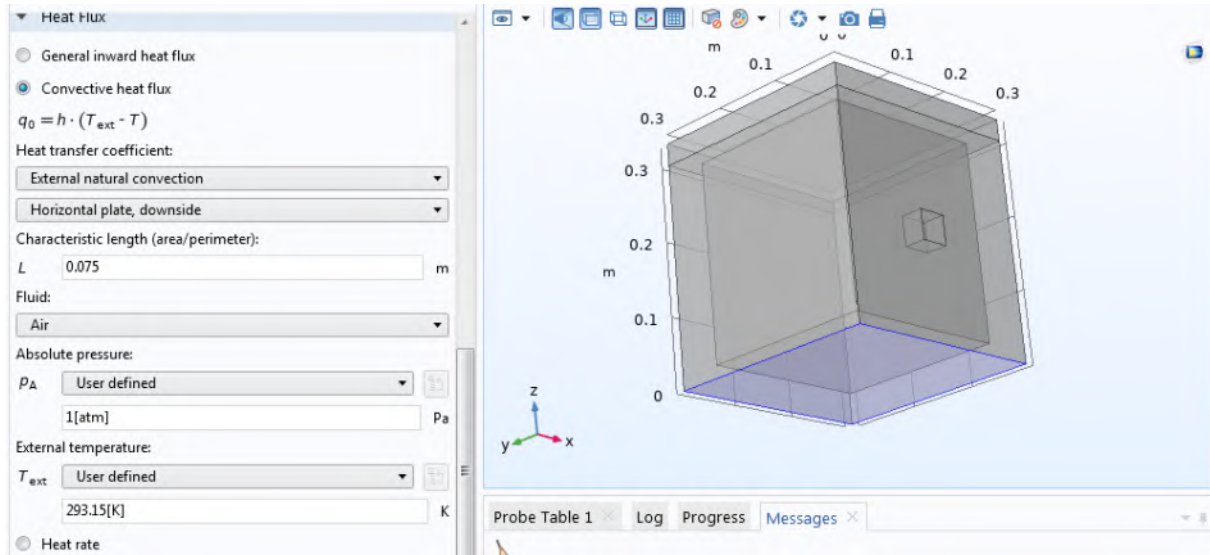 Heat Flux
General inward heat flux
Convective heat flux
q0 = h · (Text - T)
Heat transfer coefficient:
External natural convection
Horizontal plate, downside
Characteristic length (area/perimeter):
L 0.075 m
Fluid:
Air
Absolute pressure:
pA User defined
1[atm] Pa
External temperature:
Text User defined
293.15[K] K
Heat rate
m
0.1
0.1
0.2
0.2
0.3
0.3
0.3
0.2
m
0.1
0
z
y x
Probe Table 1 Log Progress Messages